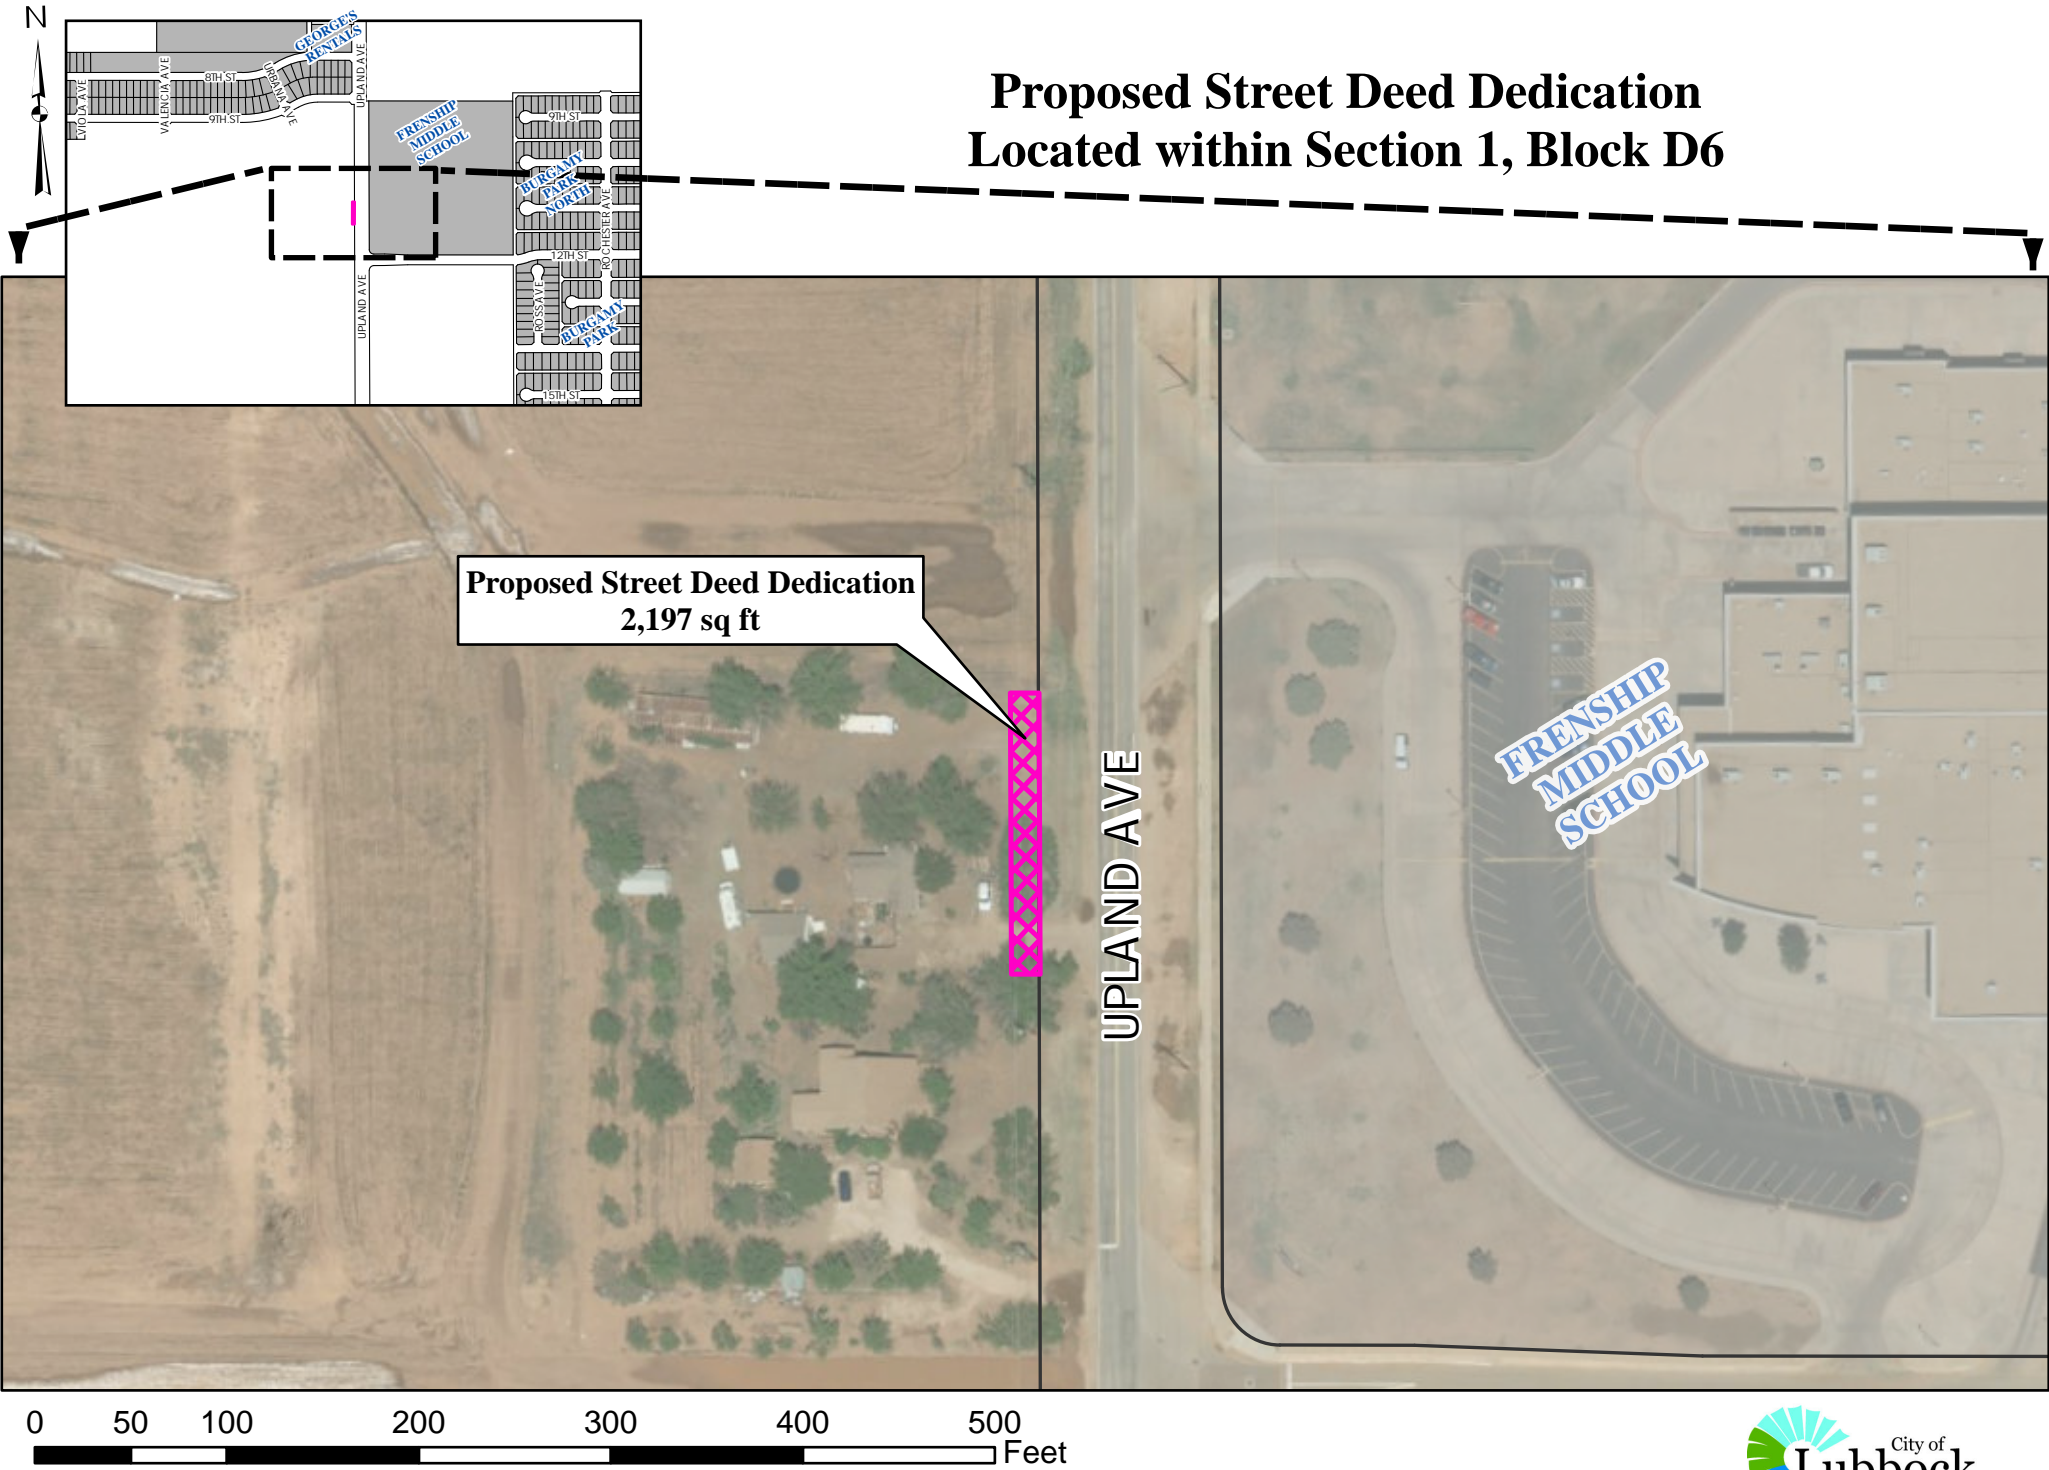 N
Proposed Street Deed Dedication
Located within Section 1, Block D6
GEORGE'S
RENTALS
UPLAND AVE
8TH ST
URBANA AVE
VIOLA AVE
VALENCIA AVE
9TH ST
FRENSHIP
MIDDLE
SCHOOL
9TH ST
BURGAMY
PARK
NORTH
ROCHESTER AVE
12TH ST
UPLAND AVE
ROSS AVE
BURGAMY
PARK
15TH ST
Proposed Street Deed Dedication
2,197 sq ft
UPLAND AVE
FRENSHIP
MIDDLE
SCHOOL
0 50 100 200 300 400 500
Feet
City of
Lubbock